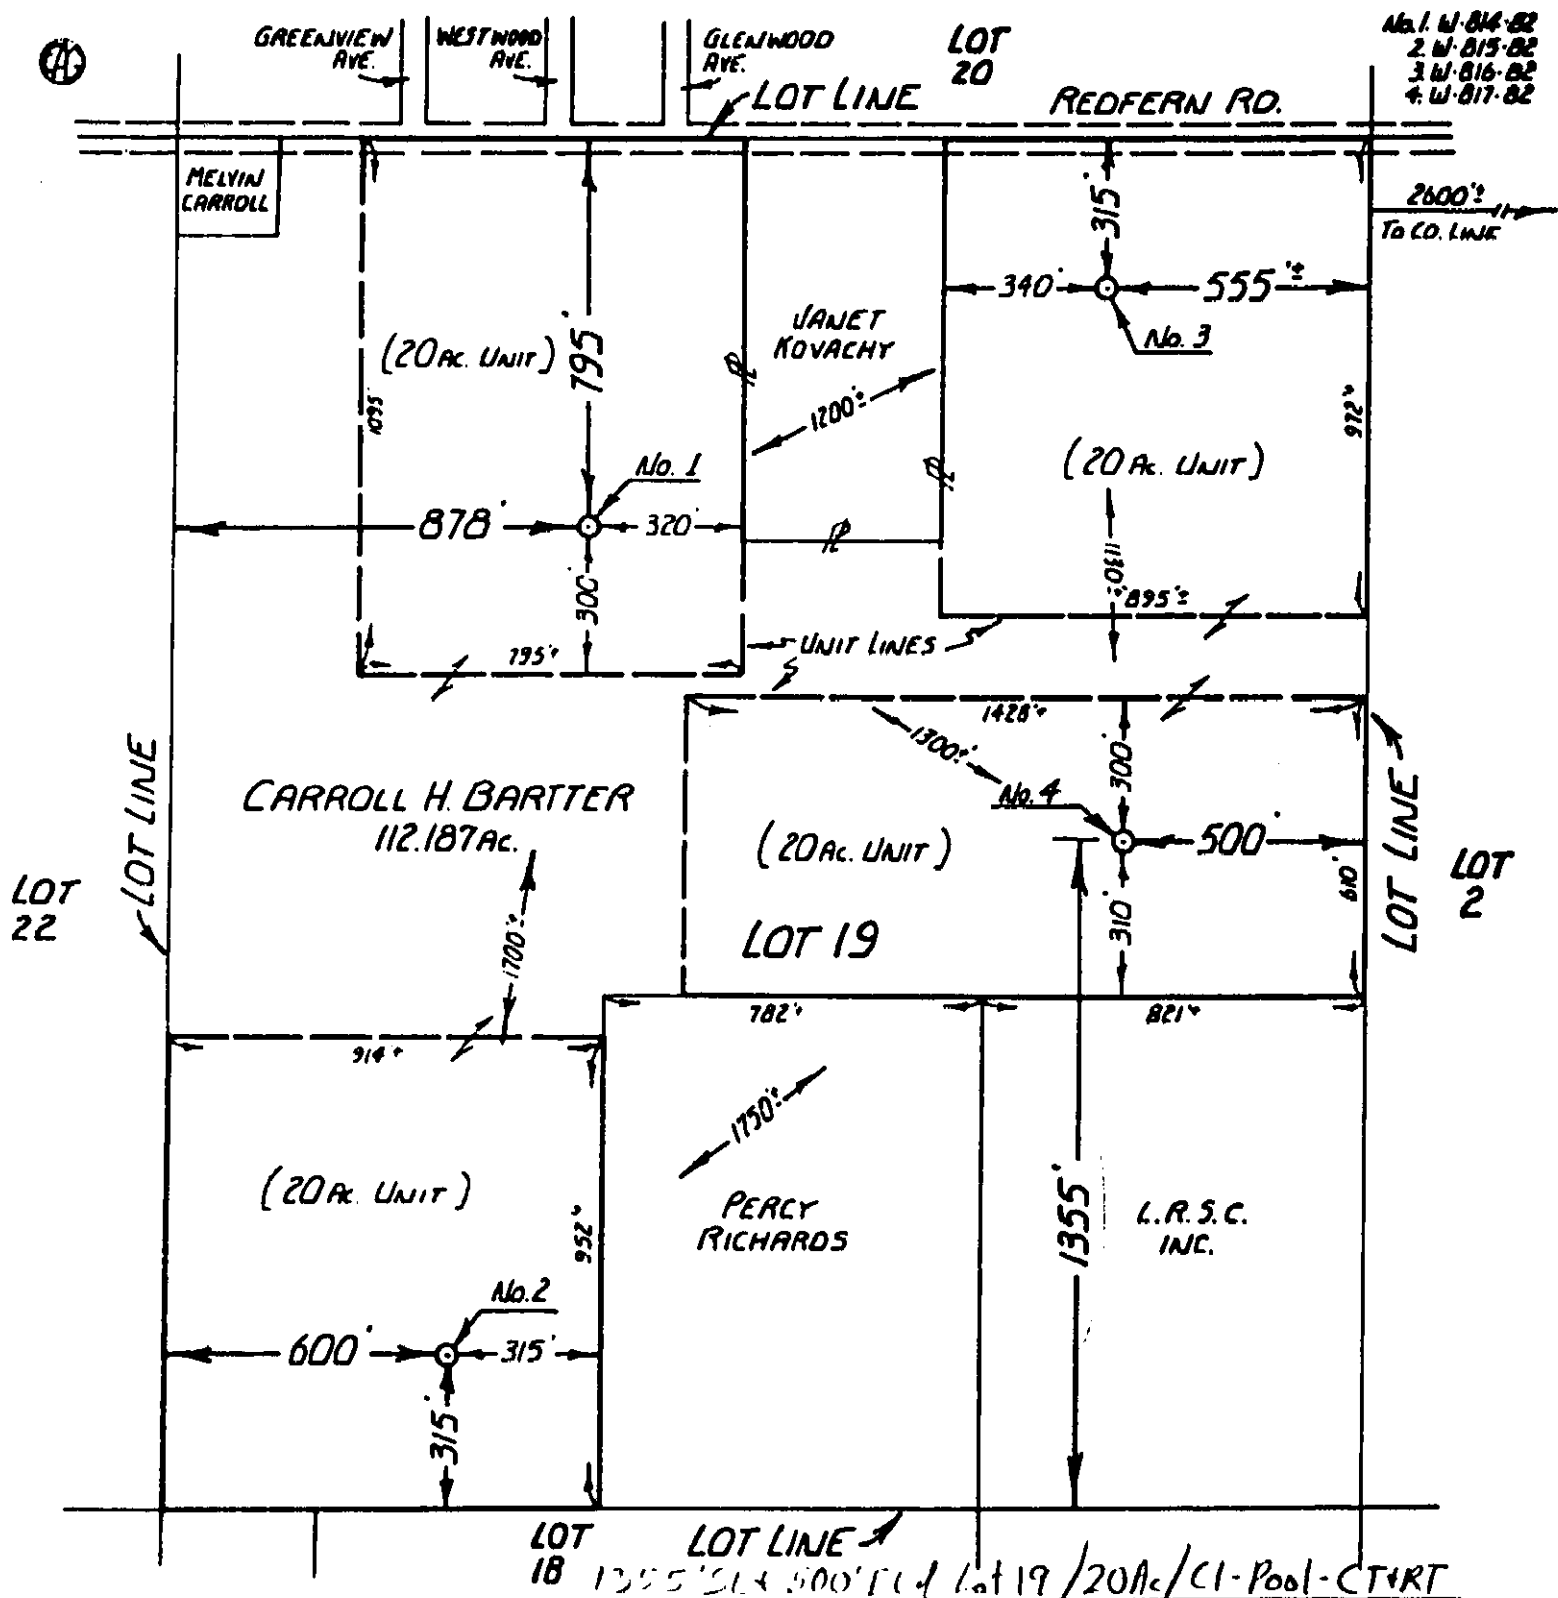 GREENVIEW
AVE.
WESTWOOD
AVE.
GLENWOOD
AVE.
LOT
20
No.1. W-814-82
2. W-815-82
3. W-816-82
4. W-817-82
LOT LINE
REDFERN RD.
MELVIN
CARROLL
2600'±
TO CO. LINE
315'
340'
555'±
No. 3
JANET
KOVACHY
(20 Ac. UNIT)
795'
1095'
1200'±
972'±
(20 Ac. UNIT)
No. 1
878'
320'
300'
1130'±
895'±
UNIT LINES
795'±
1428'±
1300'±
300'
LOT LINE
CARROLL H. BARTTER
112.187 Ac.
No. 4
(20 Ac. UNIT)
500'
610'
LOT LINE
LOT
2
LOT
22
310'
LOT 19
1700'±
782'±
821'±
914'±
1750'±
(20 Ac. UNIT)
952'±
PERCY
RICHARDS
1355'
L.R.S.C.
INC.
No. 2
600'
315'
315'
LOT
18
LOT LINE
1355'SL & 500' of Lot 19 / 20Ac / Cl-Pool-CT&RT